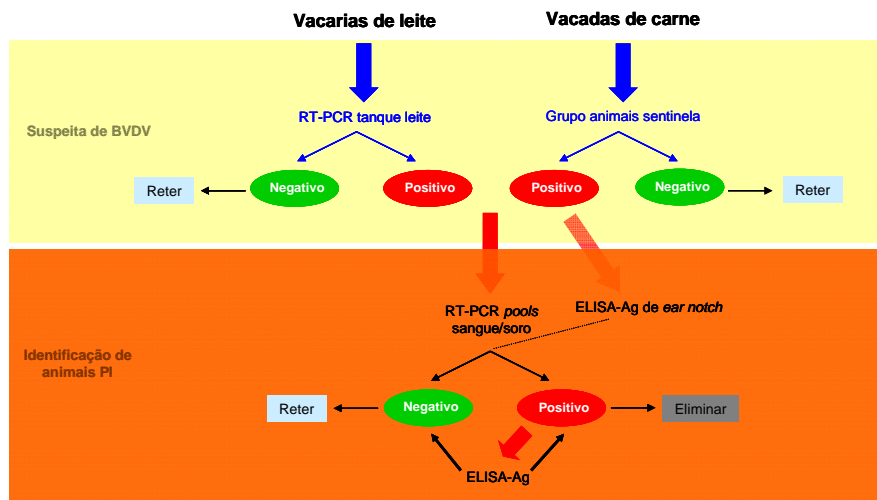 Vacarias de leite
Vacadas de carne
RT-PCR tanque leite
Grupo animais sentinela
Suspeita de BVDV
Reter
Negativo
Positivo
Positivo
Negativo
Reter
RT-PCR pools
sangue/soro
ELISA-Ag de ear notch
Identificação de
animais PI
Reter
Negativo
Positivo
Eliminar
ELISA-Ag